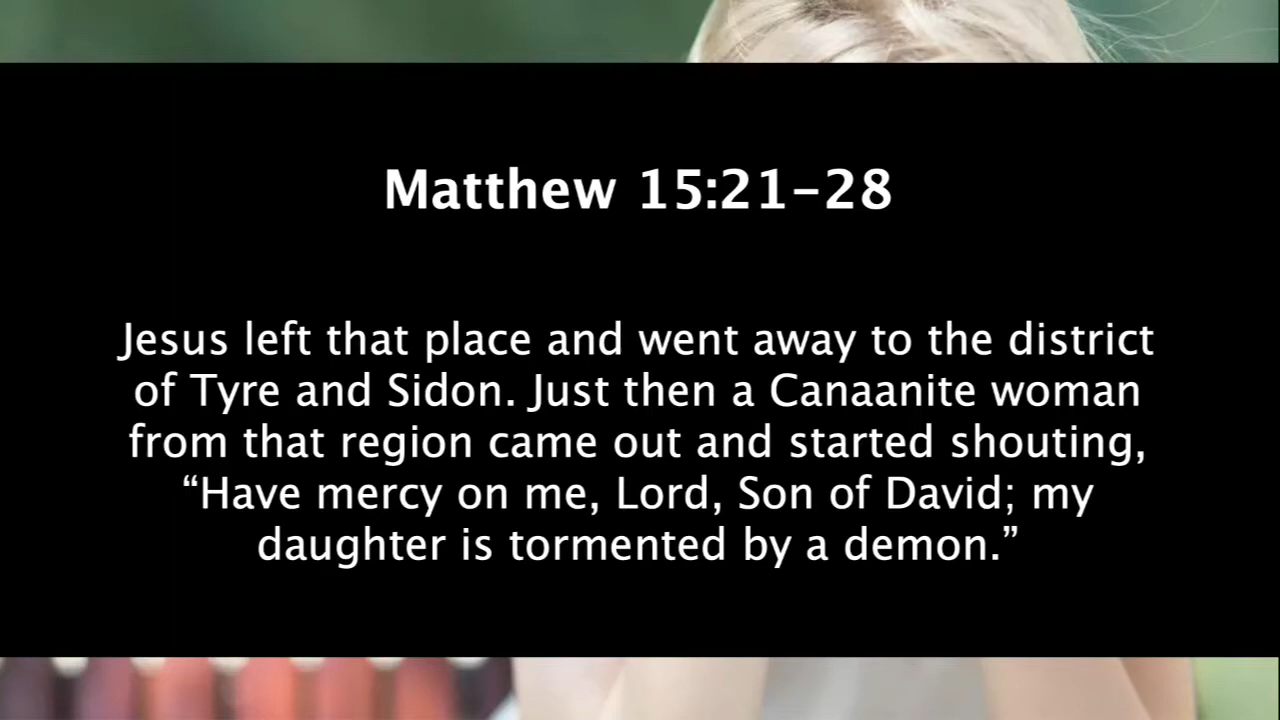 Matthew 15:21-28
Jesus left that place and went away to the district
of Tyre and Sidon. Just then a Canaanite woman
from that region came out and started shouting,
“Have mercy on me, Lord, Son of David; my
daughter is tormented by a demon.”